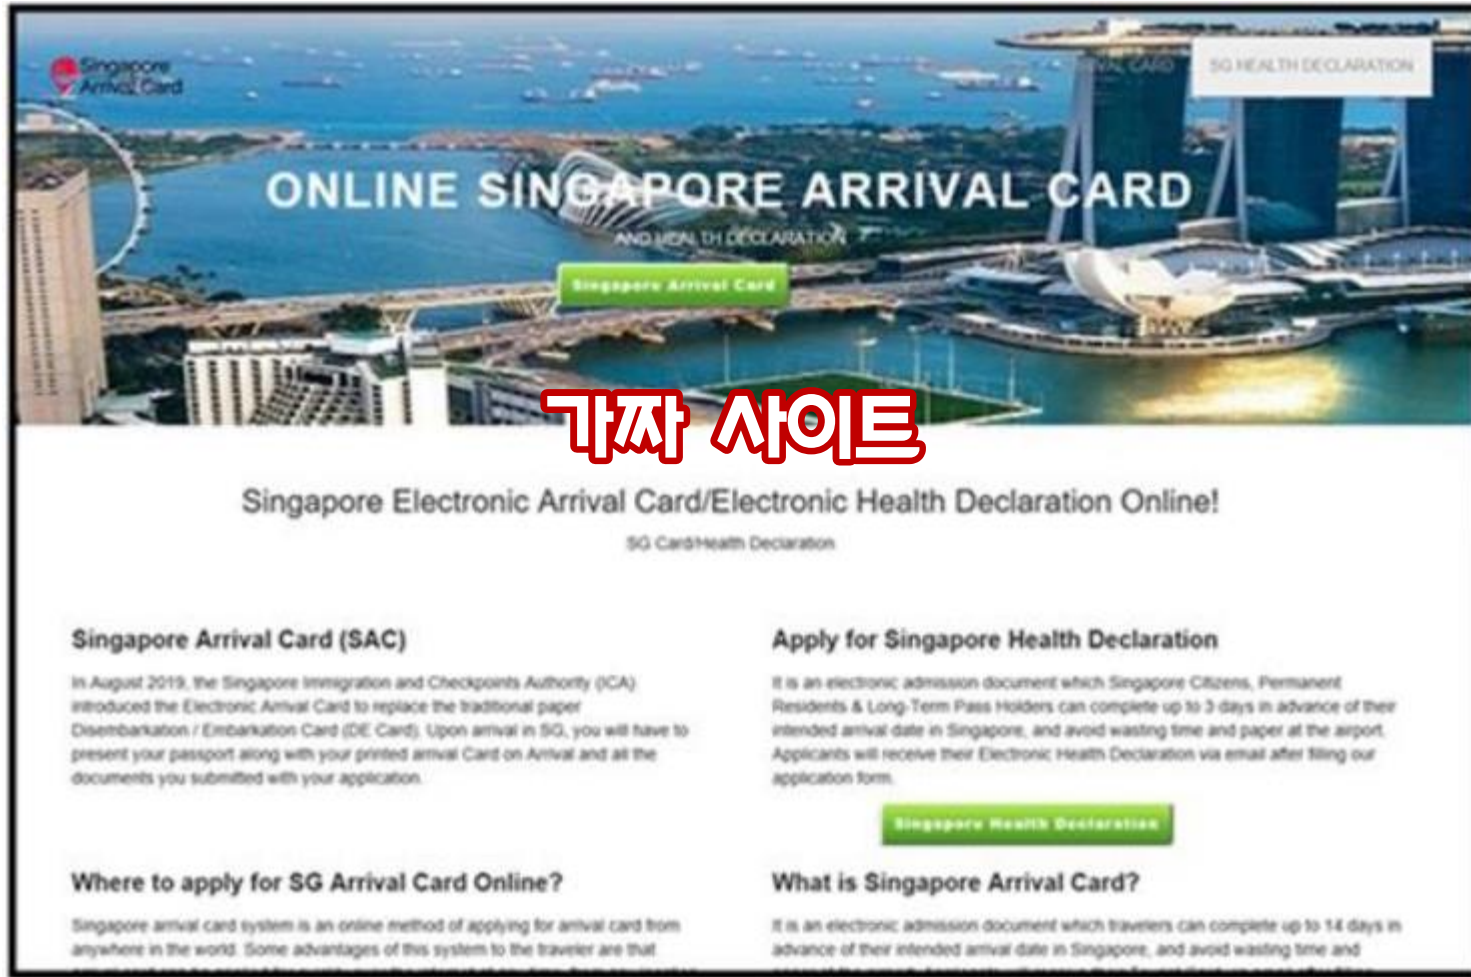 Singapore
Arrival Card
CARD
SG HEALTH DECLARATION
ONLINE SINGAPORE ARRIVAL CARD
AND HEALTH DECLARATION
Singapore Arrival Card
가짜 사이트
Singapore Electronic Arrival Card/Electronic Health Declaration Online!
SG Card/Health Declaration
Singapore Arrival Card (SAC)
In August 2019, the Singapore Immigration and Checkpoints Authority (ICA)
introduced the Electronic Arrival Card to replace the traditional paper
Disembarkation / Embarkation Card (DE Card). Upon arrival in SG, you will have to
present your passport along with your printed arrival Card on Arrival and all the
documents you submitted with your application.
Apply for Singapore Health Declaration
It is an electronic admission document which Singapore Citizens, Permanent
Residents & Long-Term Pass Holders can complete up to 3 days in advance of their
intended arrival date in Singapore, and avoid wasting time and paper at the airport.
Applicants will receive their Electronic Health Declaration via email after filling our
application form.
Singapore Health Declaration
Where to apply for SG Arrival Card Online?
Singapore arrival card system is an online method of applying for arrival card from
anywhere in the world. Some advantages of this system to the traveler are that
What is Singapore Arrival Card?
It is an electronic admission document which travelers can complete up to 14 days in
advance of their intended arrival date in Singapore, and avoid wasting time and